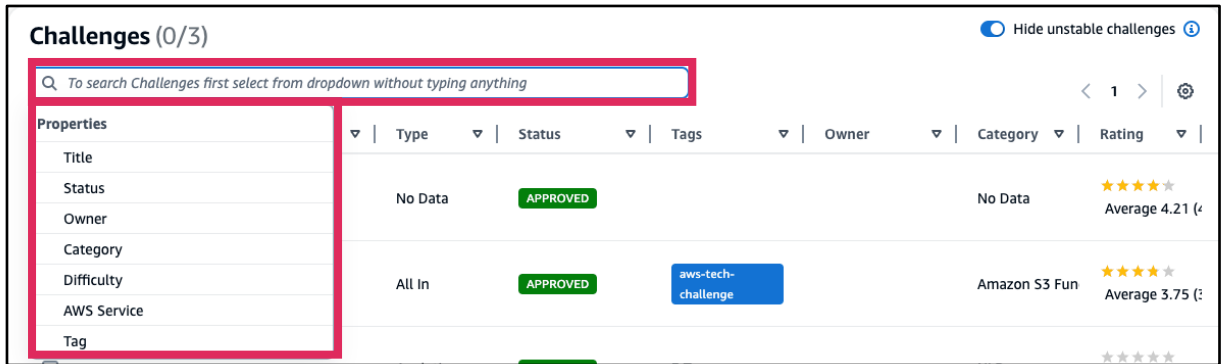 Challenges (0/3)
Hide unstable challenges
To search Challenges first select from dropdown without typing anything
1
Properties
Title
Status
Owner
Category
Difficulty
AWS Service
Tag
Type Status Tags Owner Category Rating
No Data APPROVED No Data
Average 4.21
All In APPROVED aws-tech-
challenge
Amazon S3 Fun
Average 3.75